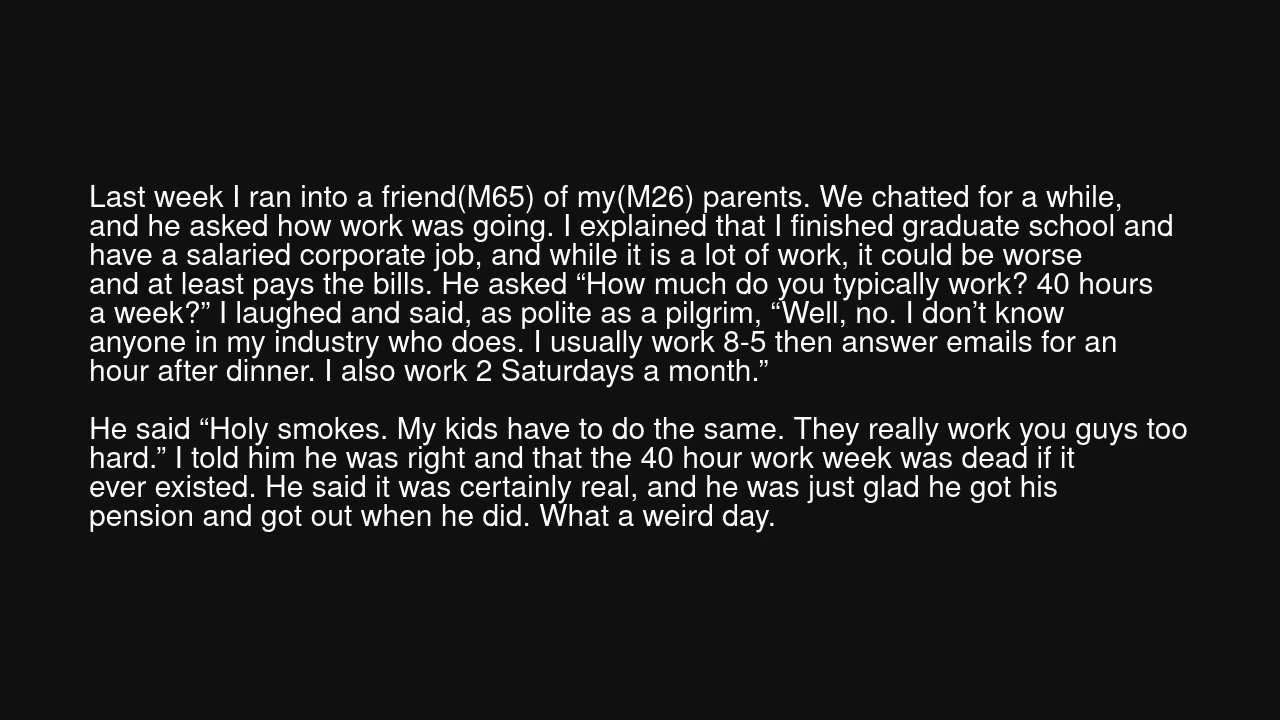 Last week I ran into a friend(M65) of my(M26) parents. We chatted for a while,
and he asked how work was going. I explained that I finished graduate school and
have a salaried corporate job, and while it is a lot of work, it could be worse
and at least pays the bills. He asked “How much do you typically work? 40 hours
a week?” I laughed and said, as polite as a pilgrim, “Well, no. I don’t know
anyone in my industry who does. I usually work 8-5 then answer emails for an
hour after dinner. I also work 2 Saturdays a month.”

He said “Holy smokes. My kids have to do the same. They really work you guys too
hard.” I told him he was right and that the 40 hour work week was dead if it
ever existed. He said it was certainly real, and he was just glad he got his
pension and got out when he did. What a weird day.